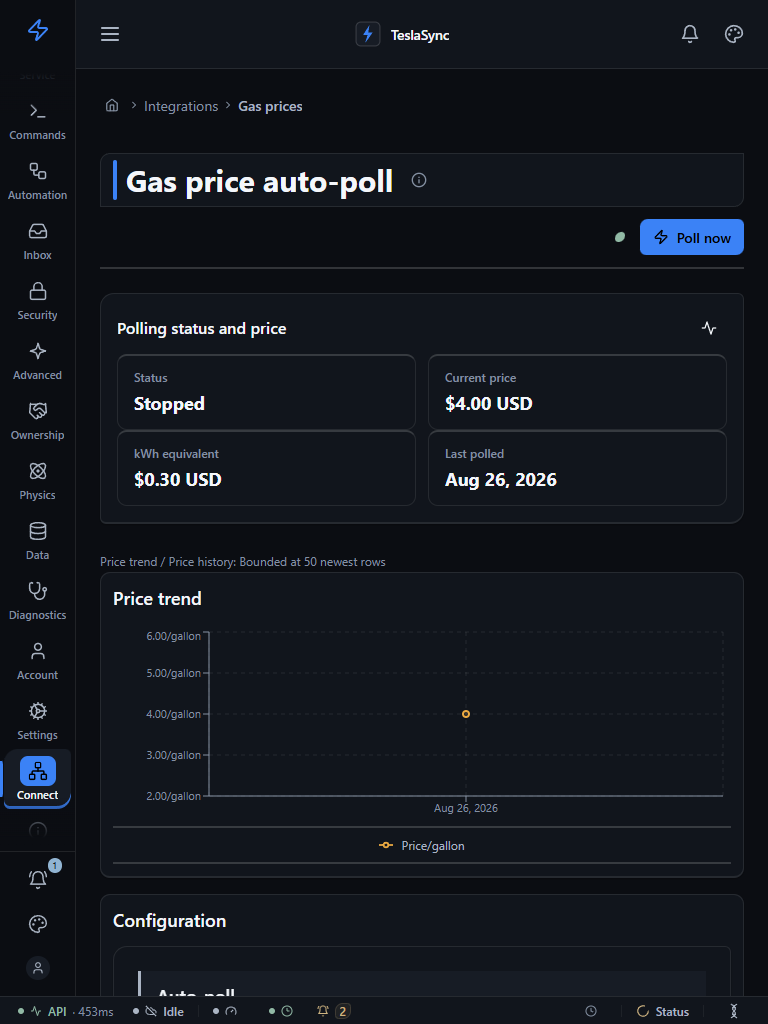 TeslaSync
Service
Commands
Automation
Inbox
Security
Advanced
Ownership
Physics
Data
Diagnostics
Account
Settings
Connect
1
Integrations
Gas prices
Gas price auto-poll
Poll now
Polling status and price
Status
Stopped
Current price
$4.00 USD
kWh equivalent
$0.30 USD
Last polled
Aug 26, 2026
Price trend / Price history: Bounded at 50 newest rows
Price trend
6.00/gallon
5.00/gallon
4.00/gallon
3.00/gallon
2.00/gallon
Aug 26, 2026
Price/gallon
Configuration
Auto-poll
API · 453ms
Idle
2
Status